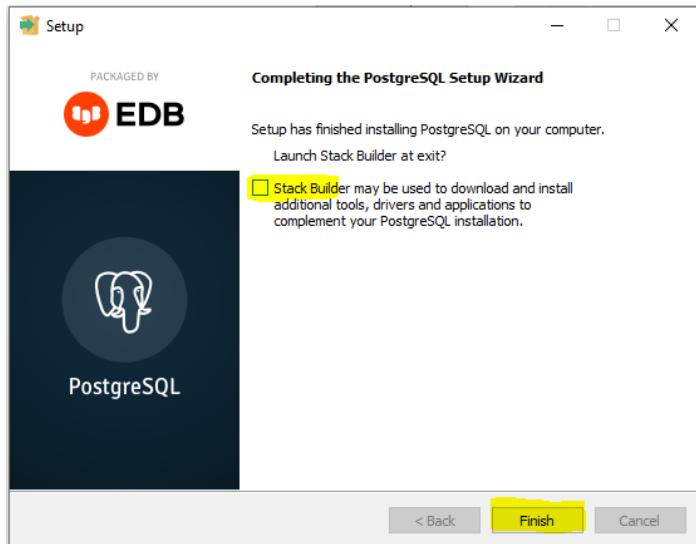 Setup
PACKAGED BY
EDB
PostgreSQL
Completing the PostgreSQL Setup Wizard
Setup has finished installing PostgreSQL on your computer.
Launch Stack Builder at exit?
Stack Builder may be used to download and install
additional tools, drivers and applications to
complement your PostgreSQL installation.
< Back
Finish
Cancel